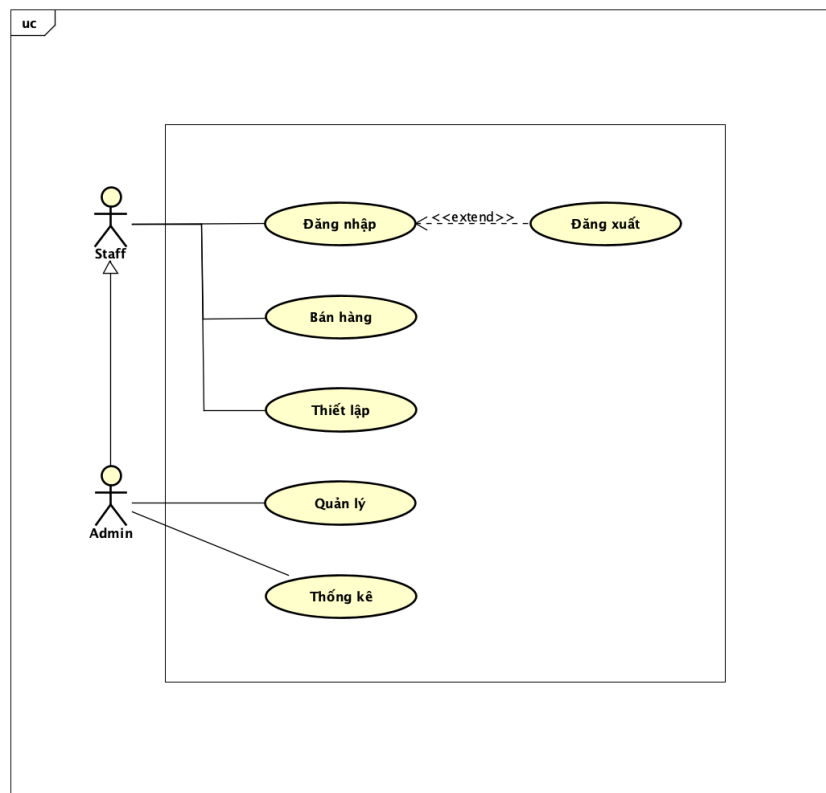 uc
Staff
Đăng nhập
<<extend>>
Đăng xuất
Bán hàng
Thiết lập
Admin
Quản lý
Thống kê